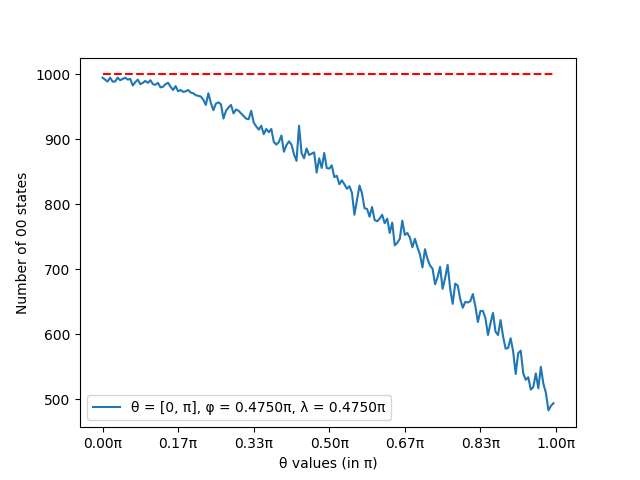 Number of 00 states
1000
900
800
700
600
500
θ = [0, π], φ = 0.4750π, λ = 0.4750π
0.00π 0.17π 0.33π 0.50π 0.67π 0.83π 1.00π
θ values (in π)